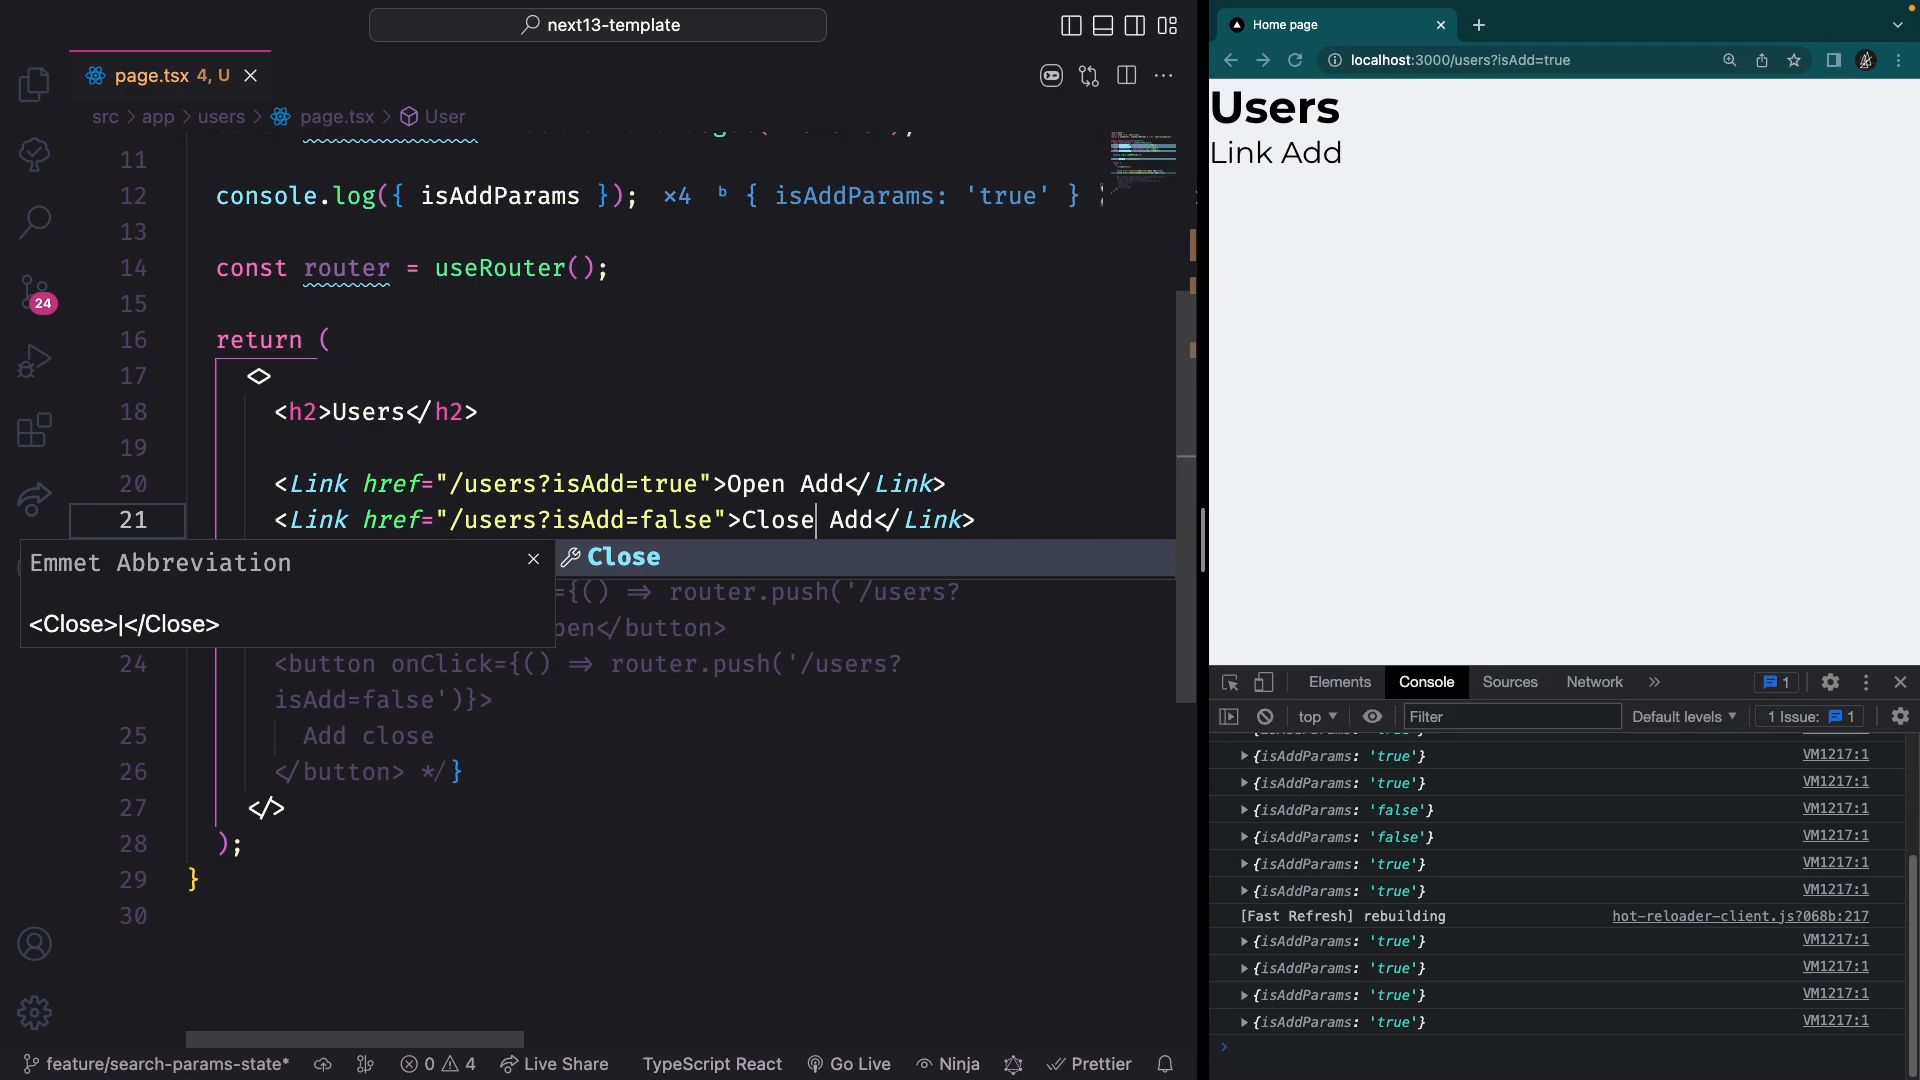 next13-template
page.tsx 4, U
src > app > users > page.tsx > User
11
12 console.log({ isAddParams }); ×4 ᵇ { isAddParams: 'true' }
13
14 const router = useRouter();
15
16 return (
17 <>
18 <h2>Users</h2>
19
20 <Link href="/users?isAdd=true">Open Add</Link>
21 <Link href="/users?isAdd=false">Close Add</Link>
Emmet Abbreviation
<Close>|</Close>
Close
={() => router.push('/users?
pen</button>
24 <button onClick={() => router.push('/users?
isAdd=false')}>
25 Add close
26 </button> */}
27 </>
28 );
29 }
30
24
feature/search-params-state* 0 4 Live Share TypeScript React Go Live Ninja Prettier
Home page
localhost:3000/users?isAdd=true
Users
Link Add
Elements Console Sources Network » 1
top Filter Default levels 1 Issue: 1
{isAddParams: 'true'} VM1217:1
{isAddParams: 'true'} VM1217:1
{isAddParams: 'false'} VM1217:1
{isAddParams: 'false'} VM1217:1
{isAddParams: 'true'} VM1217:1
{isAddParams: 'true'} VM1217:1
[Fast Refresh] rebuilding hot-reloader-client.js?068b:217
{isAddParams: 'true'} VM1217:1
{isAddParams: 'true'} VM1217:1
{isAddParams: 'true'} VM1217:1
{isAddParams: 'true'} VM1217:1
>